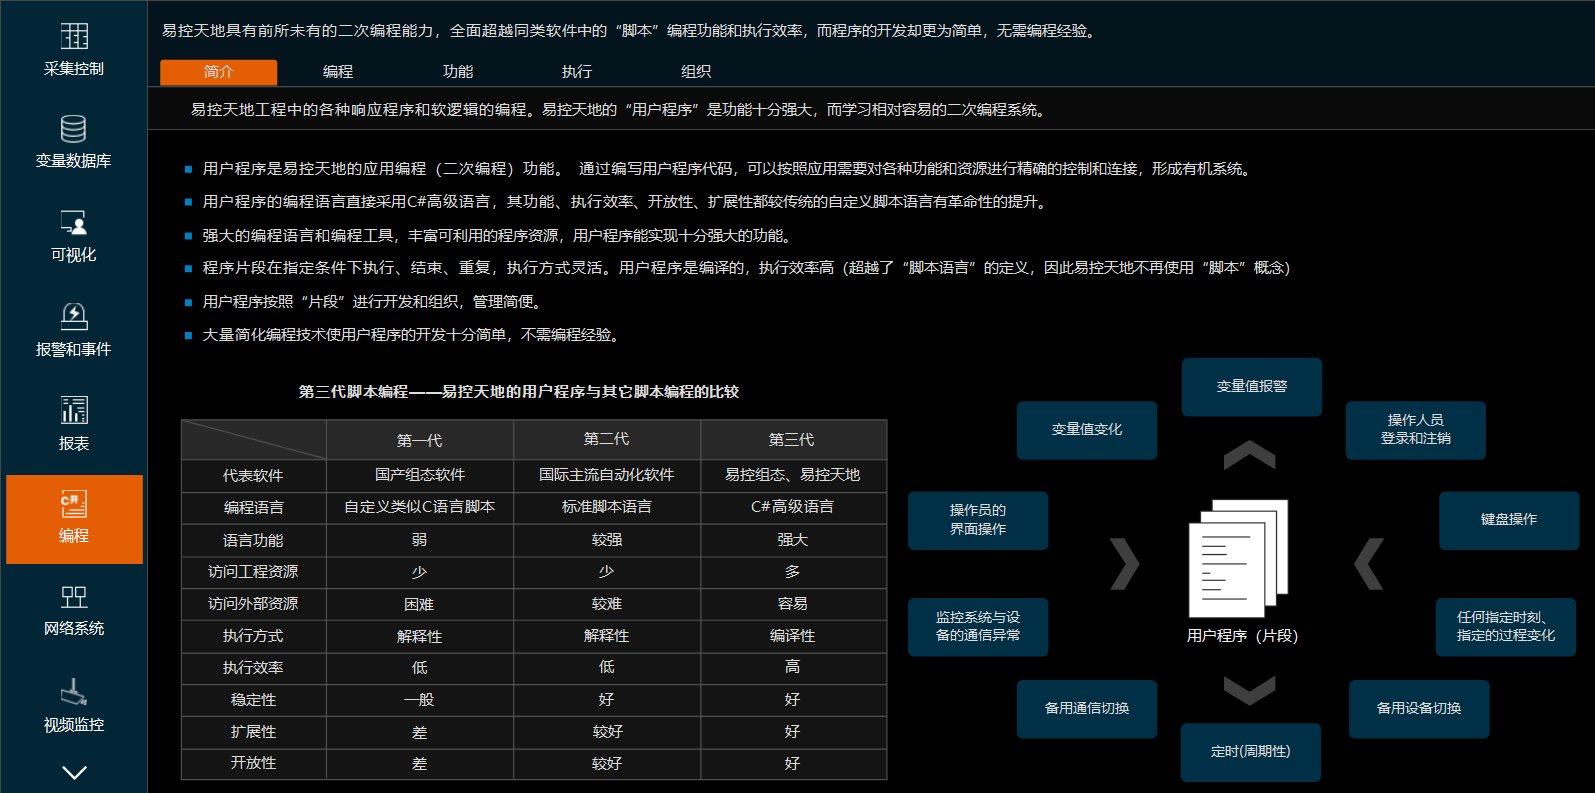 易控天地具有前所未有的二次编程能力，全面超越同类软件中的“脚本”编程功能和执行效率，而程序的开发却更为简单，无需编程经验。
采集控制
变量数据库
可视化
报警和事件
报表
C#
编程
网络系统
视频监控
简介 编程 功能 执行 组织
易控天地工程中的各种响应程序和软逻辑的编程。易控天地的“用户程序”是功能十分强大，而学习相对容易的二次编程系统。
用户程序是易控天地的应用编程（二次编程）功能。 通过编写用户程序代码，可以按照应用需要对各种功能和资源进行精确的控制和连接，形成有机系统。
用户程序的编程语言直接采用C#高级语言，其功能、执行效率、开放性、扩展性都较传统的自定义脚本语言有革命性的提升。
强大的编程语言和编程工具，丰富可利用的程序资源，用户程序能实现十分强大的功能。
程序片段在指定条件下执行、结束、重复，执行方式灵活。用户程序是编译的，执行效率高（超越了“脚本语言”的定义，因此易控天地不再使用“脚本”概念）
用户程序按照“片段”进行开发和组织，管理简便。
大量简化编程技术使用户程序的开发十分简单，不需编程经验。
第三代脚本编程——易控天地的用户程序与其它脚本编程的比较
第一代 第二代 第三代
代表软件 国产组态软件 国际主流自动化软件 易控组态、易控天地
编程语言 自定义类似C语言脚本 标准脚本语言 C#高级语言
语言功能 弱 较强 强大
访问工程资源 少 少 多
访问外部资源 困难 较难 容易
执行方式 解释性 解释性 编译性
执行效率 低 低 高
稳定性 一般 好 好
扩展性 差 较好 好
开放性 差 较好 好
变量值报警
变量值变化
操作人员
登录和注销
操作员的
界面操作
键盘操作
监控系统与设
备的通信异常
用户程序（片段）
任何指定时刻、
指定的过程变化
备用通信切换
备用设备切换
定时(周期性)